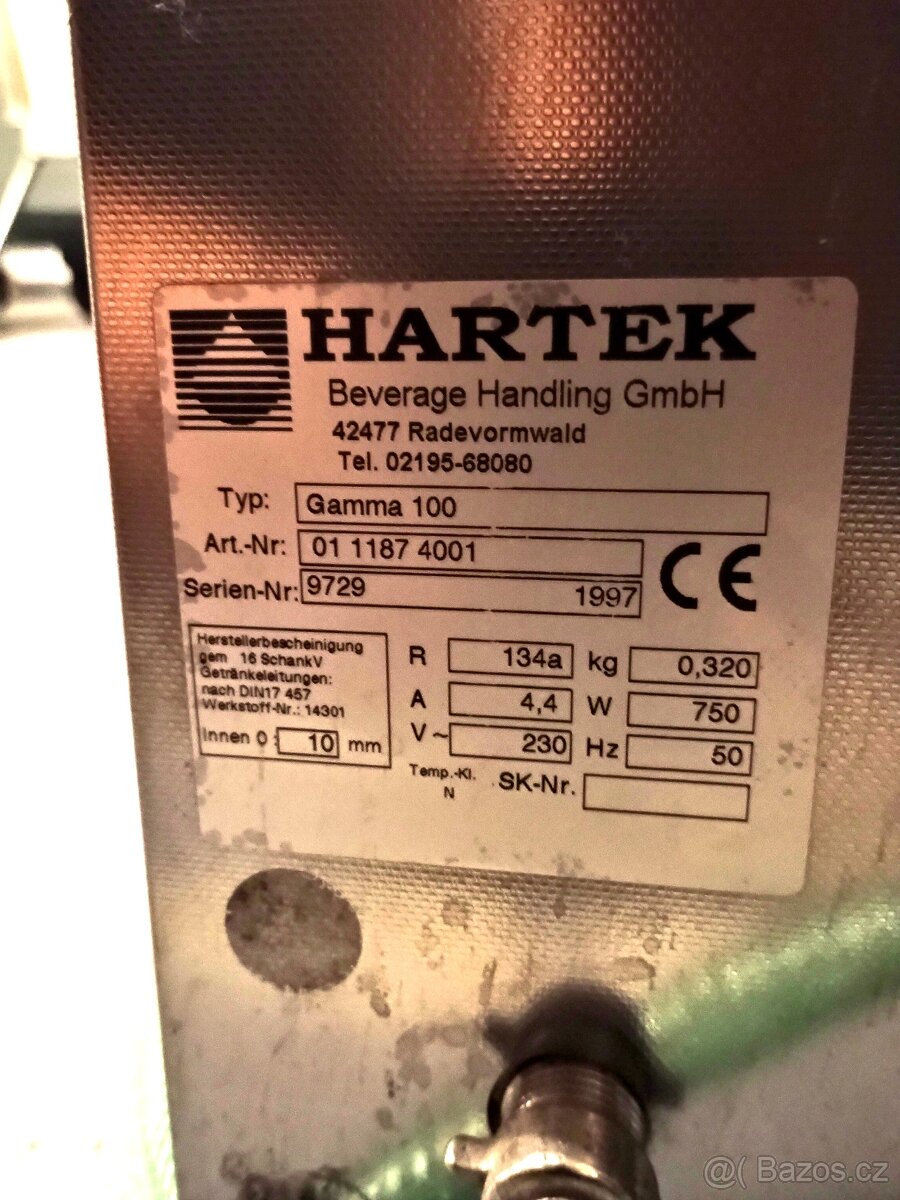 HARTEK
Beverage Handling GmbH
42477 Radevormwald
Tel. 02195-68080
Typ: Gamma 100
Art.-Nr: 01 1187 4001
Serien-Nr: 9729 1997
CE
Herstellerbescheinigung
gem 16 SchankV
Getränkeleitungen:
nach DIN17 457
Werkstoff-Nr.: 14301
Innen 0 : 10 mm
R 134a kg 0,320
A 4,4 W 750
V~ 230 Hz 50
Temp.-Kl. N SK-Nr.
@( Bazos.cz